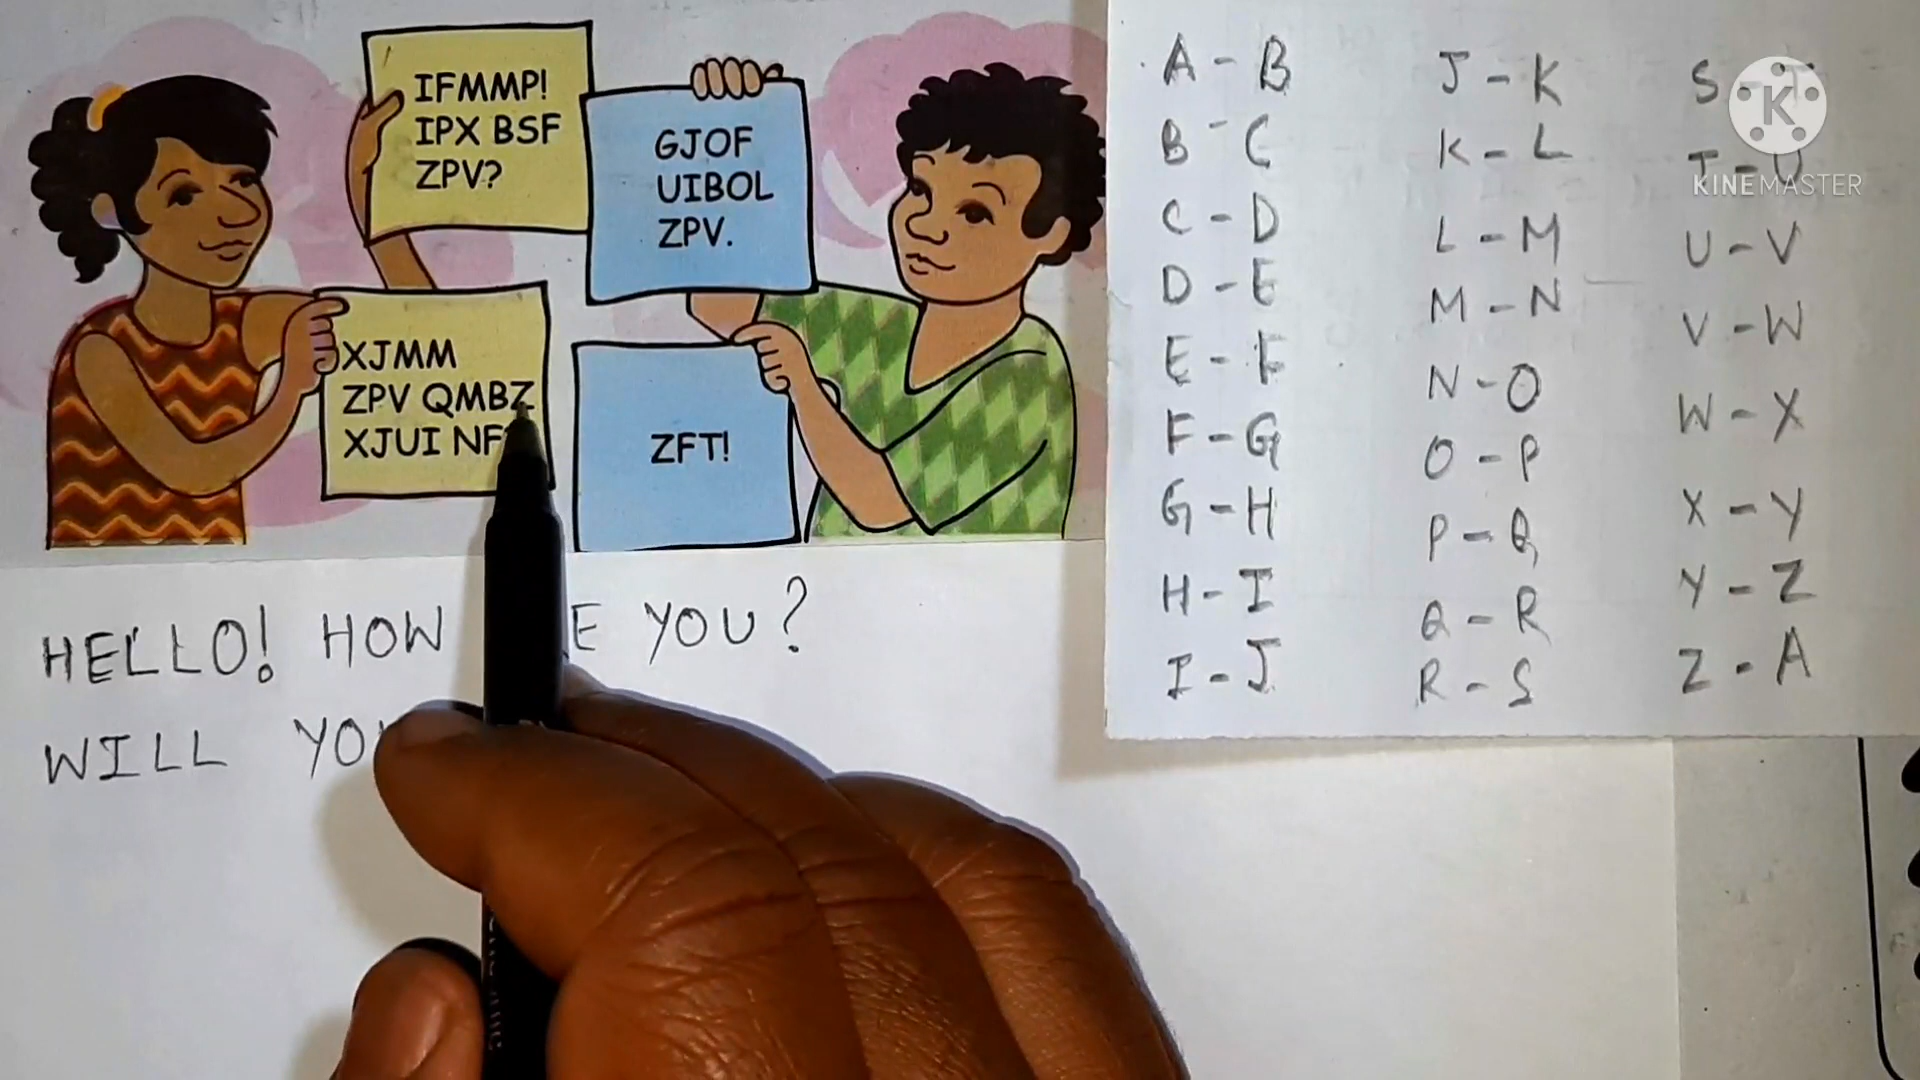 IFMMP!
IPX BSF
ZPV?
GJOF
UIBOL
ZPV.
XJMM
ZPV QMBZ
XJUI
ZFT!
HELLO! HOW YOU?
WILL
A - B
B - C
C - D
D - E
E - F
F - G
G - H
H - I
I - J
J - K
K - L
L - M
M - N
N - O
O - P
P - Q
Q - R
R - S
S - T
T - U
U - V
V - W
W - X
X - Y
Y - Z
Z - A
K
KINEMASTER